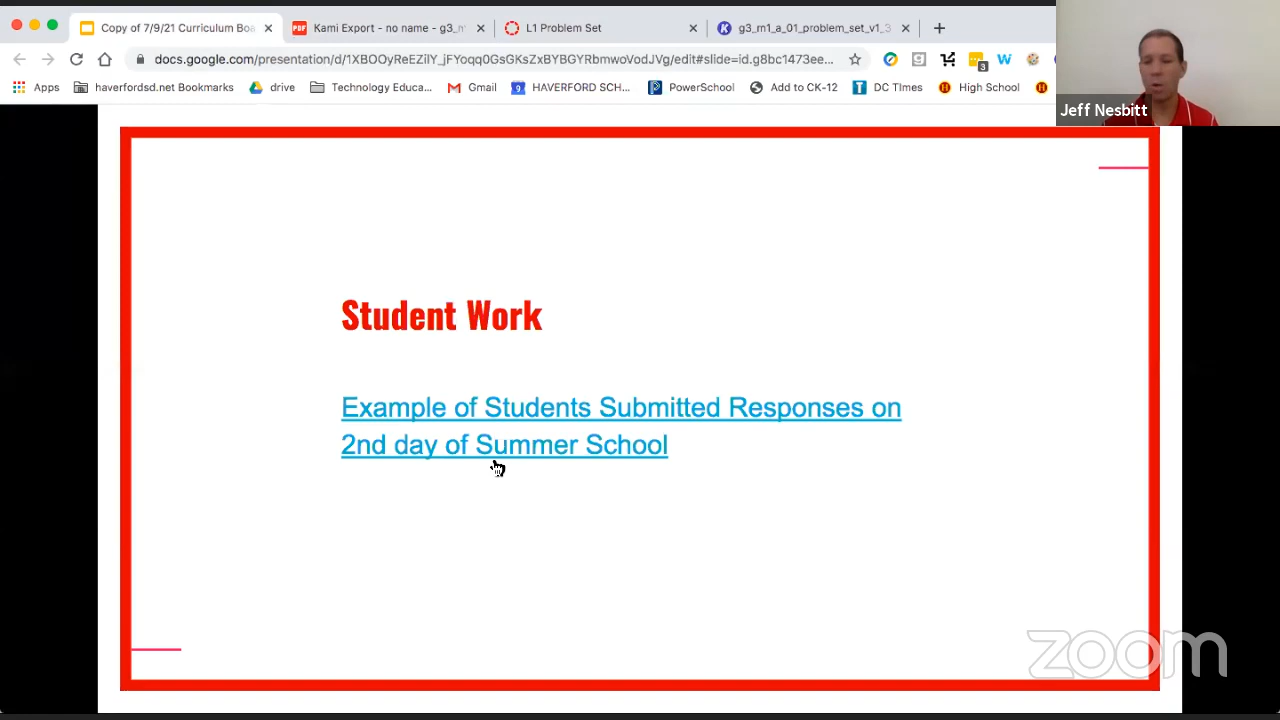 Copy of 7/9/21 Curriculum Boa
Kami Export - no name - g3_m
L1 Problem Set
g3_m1_a_01_problem_set_v1_3
docs.google.com/presentation/d/1XBOOyReEZilY_jFYoqq0GsGKsZxBYBGYRbmwoVodJVg/edit#slide=id.g8bc1473ee...
Apps
haverfordsd.net Bookmarks
drive
Technology Educa...
Gmail
HAVERFORD SCH...
PowerSchool
Add to CK-12
DC TImes
High School
Jeff Nesbitt
Student Work
Example of Students Submitted Responses on
2nd day of Summer School
zoom